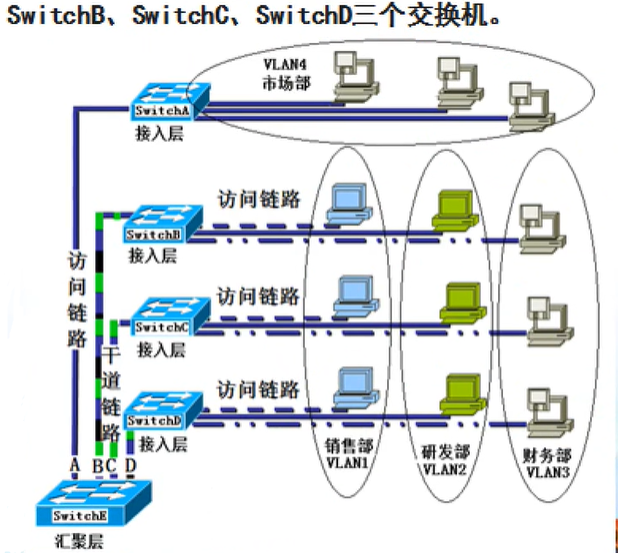 SwitchB、SwitchC、SwitchD三个交换机。
VLAN4
市场部
SwitchA
接入层
访问链路
SwitchB
接入层
访问链路
访问链路
SwitchC
接入层
干道链路
访问链路
SwitchD
接入层
销售部
VLAN1
研发部
VLAN2
财务部
VLAN3
A B C D
SwitchE
汇聚层